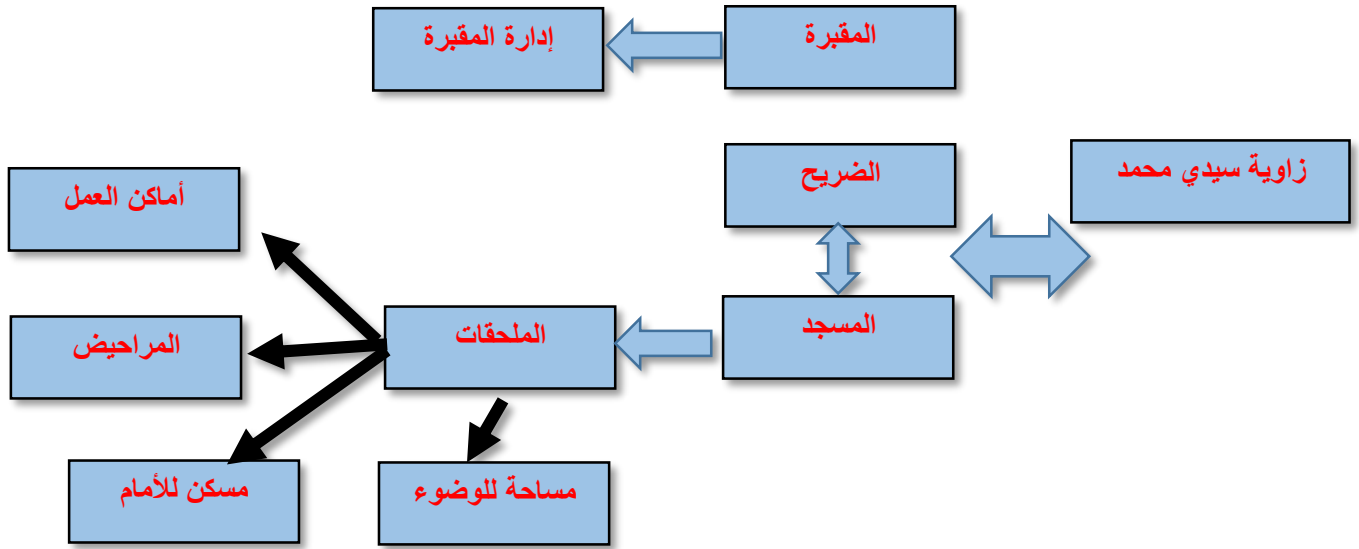 المقبرة
إدارة المقبرة
زاوية سيدي محمد
الضريح
أماكن العمل
المسجد
الملحقات
المراحيض
مساحة للوضوء
مسكن للأمام